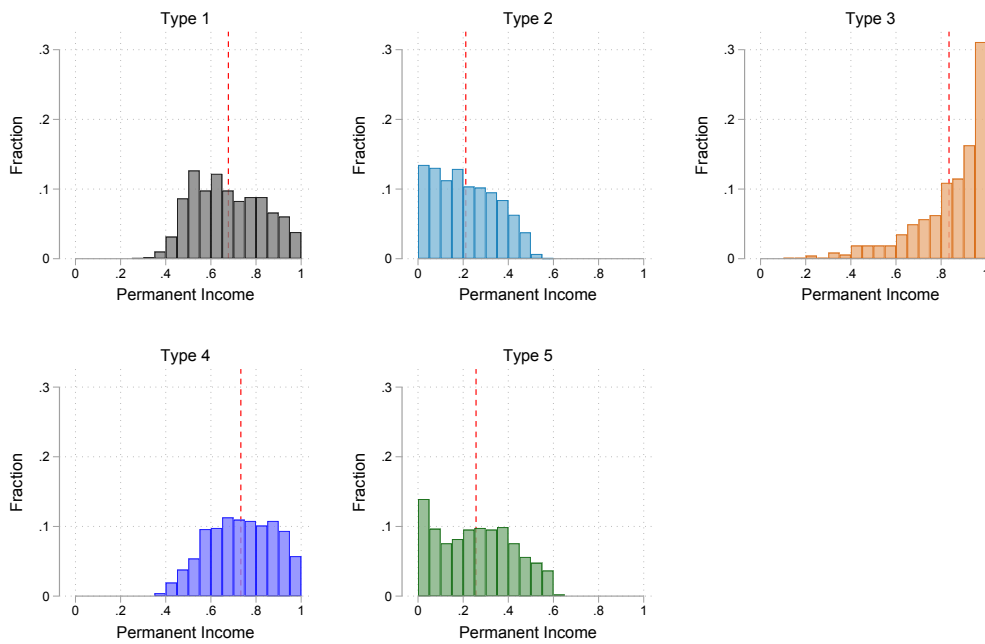 Type 1
Type 2
Type 3
.3
.3
.3
.2
.2
.2
.1
.1
.1
0
0
0
Fraction
Fraction
Fraction
0 .2 .4 .6 .8 1
0 .2 .4 .6 .8 1
0 .2 .4 .6 .8 1
Permanent Income
Permanent Income
Permanent Income
Type 4
Type 5
.3
.3
.2
.2
.1
.1
0
0
Fraction
Fraction
0 .2 .4 .6 .8 1
0 .2 .4 .6 .8 1
Permanent Income
Permanent Income